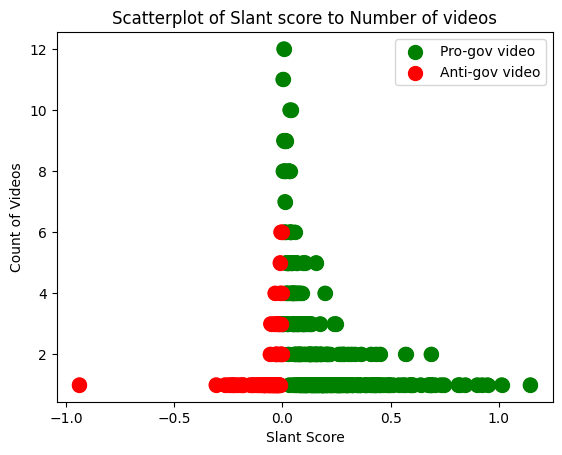 Scatterplot of Slant score to Number of videos
Pro-gov video
Anti-gov video
12
10
8
6
4
2
Count of Videos
−1.0
−0.5
0.0
0.5
1.0
Slant Score